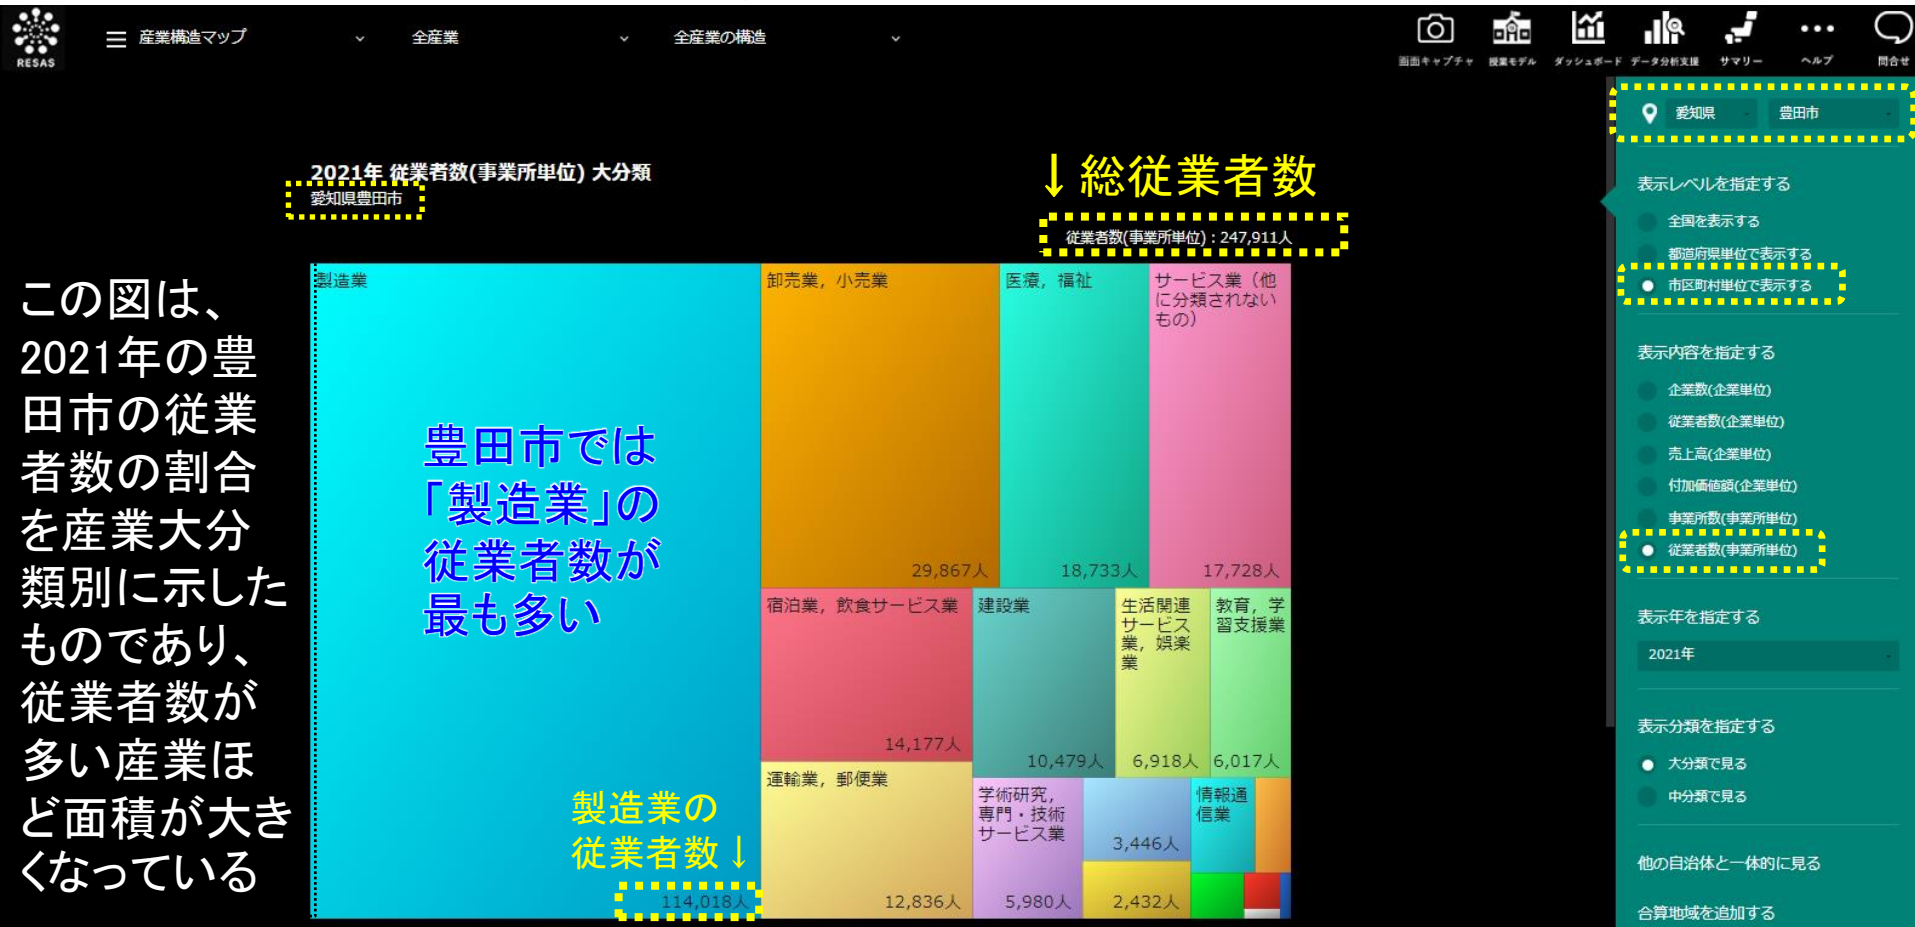 RESAS
産業構造マップ
全産業
全産業の構造
画面キャプチャ
授業モデル
ダッシュボード
データ分析支援
サマリー
ヘルプ
問合せ
2021年 従業者数(事業所単位) 大分類
愛知県豊田市
↓総従業者数
従業者数(事業所単位)：247,911人
この図は、
2021年の豊
田市の従業
者数の割合
を産業大分
類別に示した
ものであり、
従業者数が
多い産業ほ
ど面積が大き
くなっている
製造業
豊田市では
「製造業」の
従業者数が
最も多い
製造業の
従業者数↓
114,018人
卸売業，小売業
29,867人
医療，福祉
18,733人
サービス業（他
に分類されない
もの）
17,728人
宿泊業，飲食サービス業
14,177人
建設業
10,479人
生活関連
サービス
業，娯楽
業
6,918人
教育，学
習支援業
6,017人
運輸業，郵便業
12,836人
学術研究，
専門・技術
サービス業
5,980人
3,446人
2,432人
情報通
信業
愛知県
豊田市
表示レベルを指定する
全国を表示する
都道府県単位で表示する
市区町村単位で表示する
表示内容を指定する
企業数(企業単位)
従業者数(企業単位)
売上高(企業単位)
付加価値額(企業単位)
事業所数(事業所単位)
従業者数(事業所単位)
表示年を指定する
2021年
表示分類を指定する
大分類で見る
中分類で見る
他の自治体と一体的に見る
合算地域を追加する